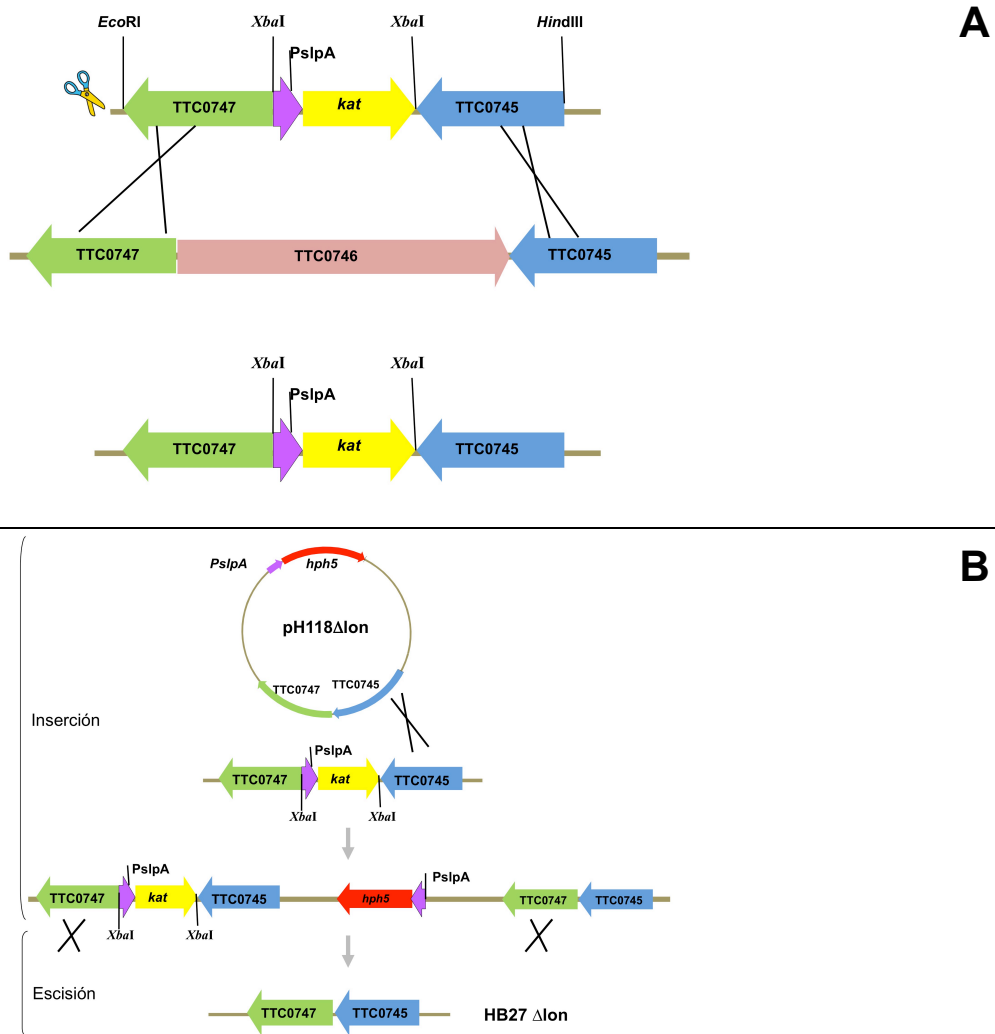 A
EcoRI XbaI XbaI HindIII
PslpA
TTC0747 kat TTC0745
TTC0747 TTC0746 TTC0745
XbaI XbaI
PslpA
TTC0747 kat TTC0745
B
PslpA hph5
pH118Δlon
TTC0747 TTC0745
Inserción
PslpA
TTC0747 kat TTC0745
XbaI XbaI
PslpA PslpA
TTC0747 kat TTC0745 hph5 TTC0747 TTC0745
XbaI XbaI
Escisión
TTC0747 TTC0745 HB27 Δlon